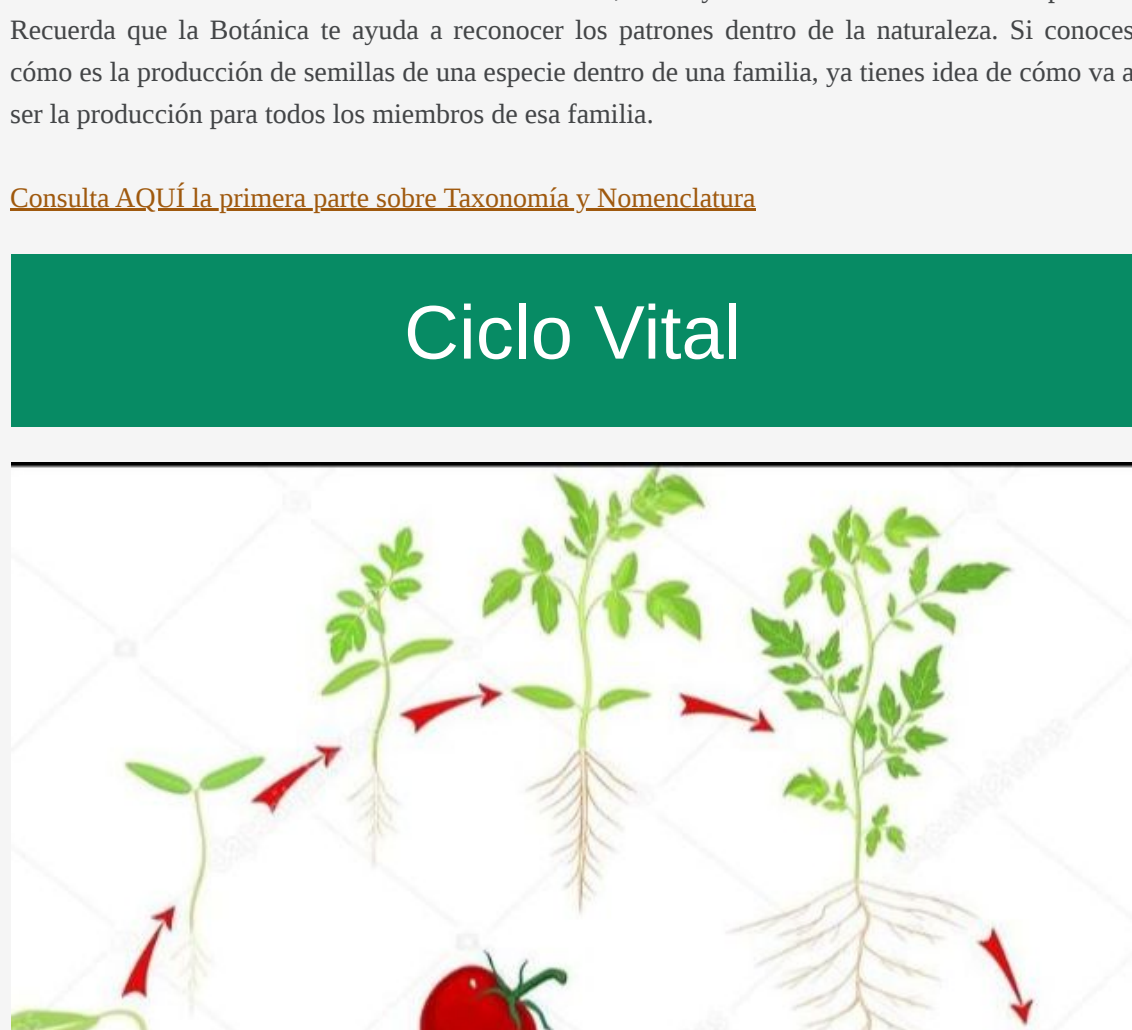 Recuerda que la Botánica te ayuda a reconocer los patrones dentro de la naturaleza. Si conoces
cómo es la producción de semillas de una especie dentro de una familia, ya tienes idea de cómo va a
ser la producción para todos los miembros de esa familia.
Consulta AQUÍ la primera parte sobre Taxonomía y Nomenclatura
Ciclo Vital